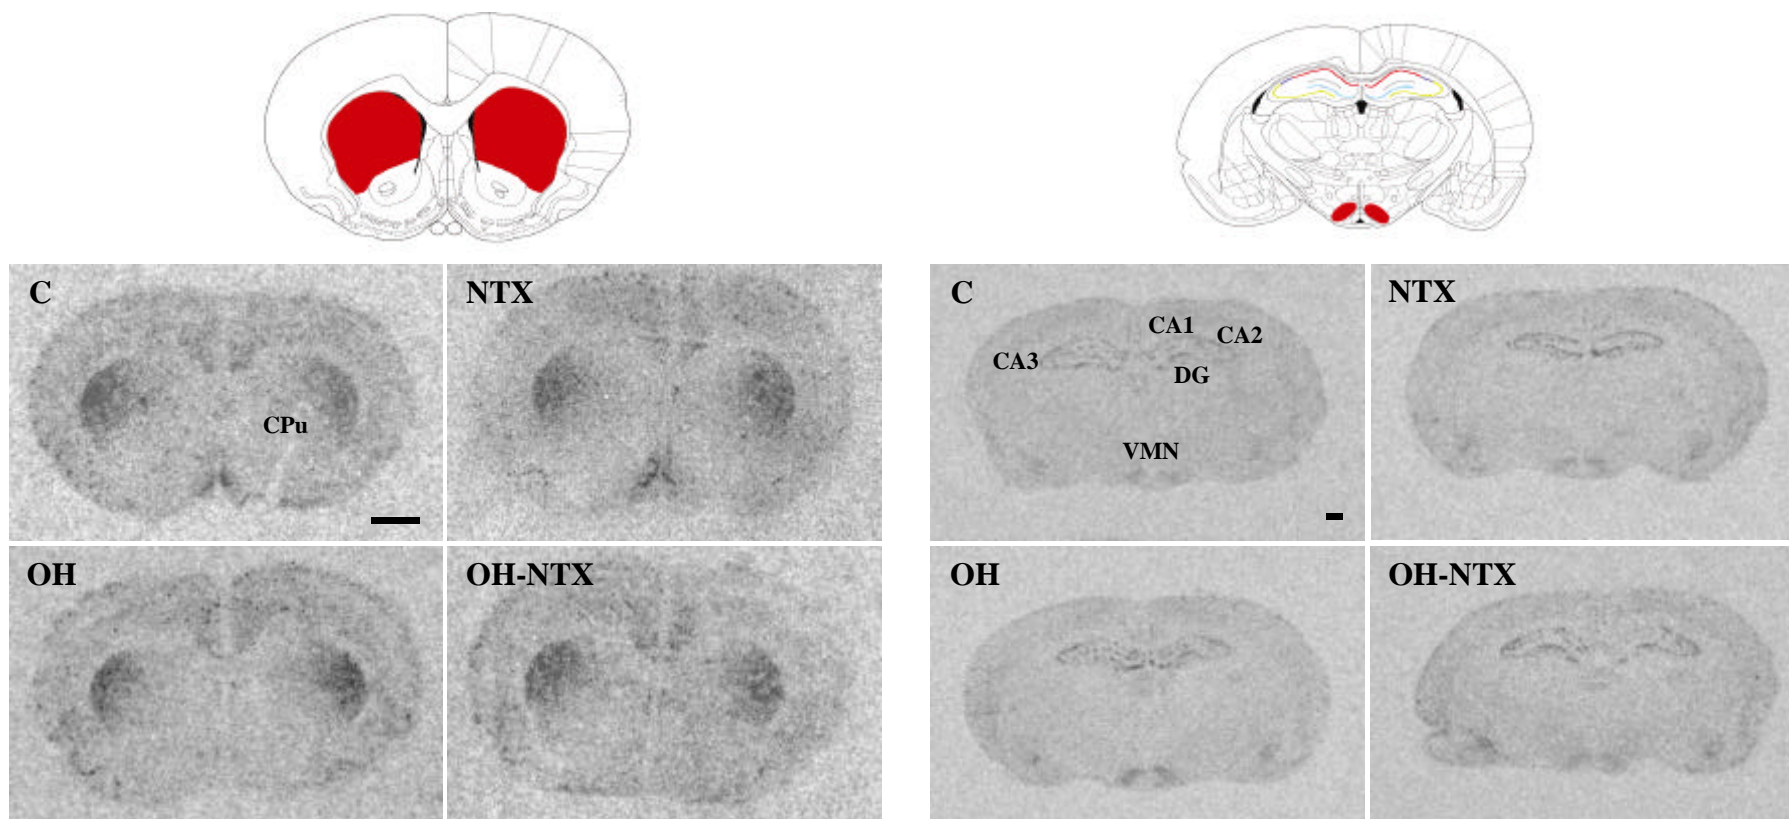 C
NTX
CPu
OH
OH-NTX
C
CA1
CA2
CA3
DG
VMN
NTX
OH
OH-NTX